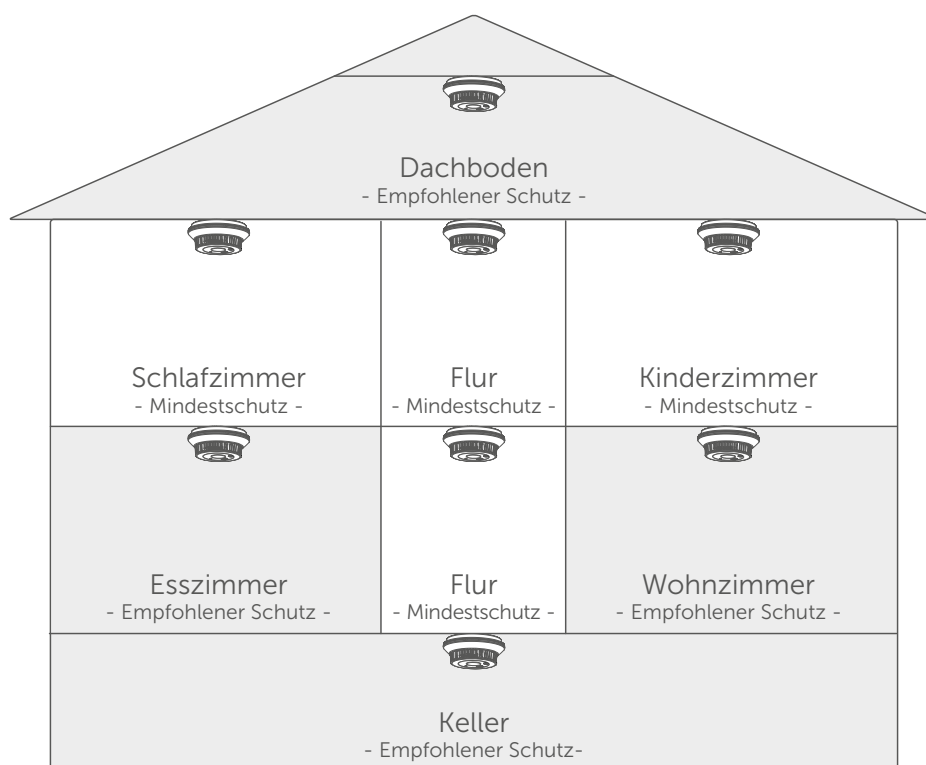 Dachboden
- Empfohlener Schutz -
Schlafzimmer
- Mindestschutz -
Flur
- Mindestschutz -
Kinderzimmer
- Mindestschutz -
Esszimmer
- Empfohlener Schutz -
Flur
- Mindestschutz -
Wohnzimmer
- Empfohlener Schutz -
Keller
- Empfohlener Schutz-